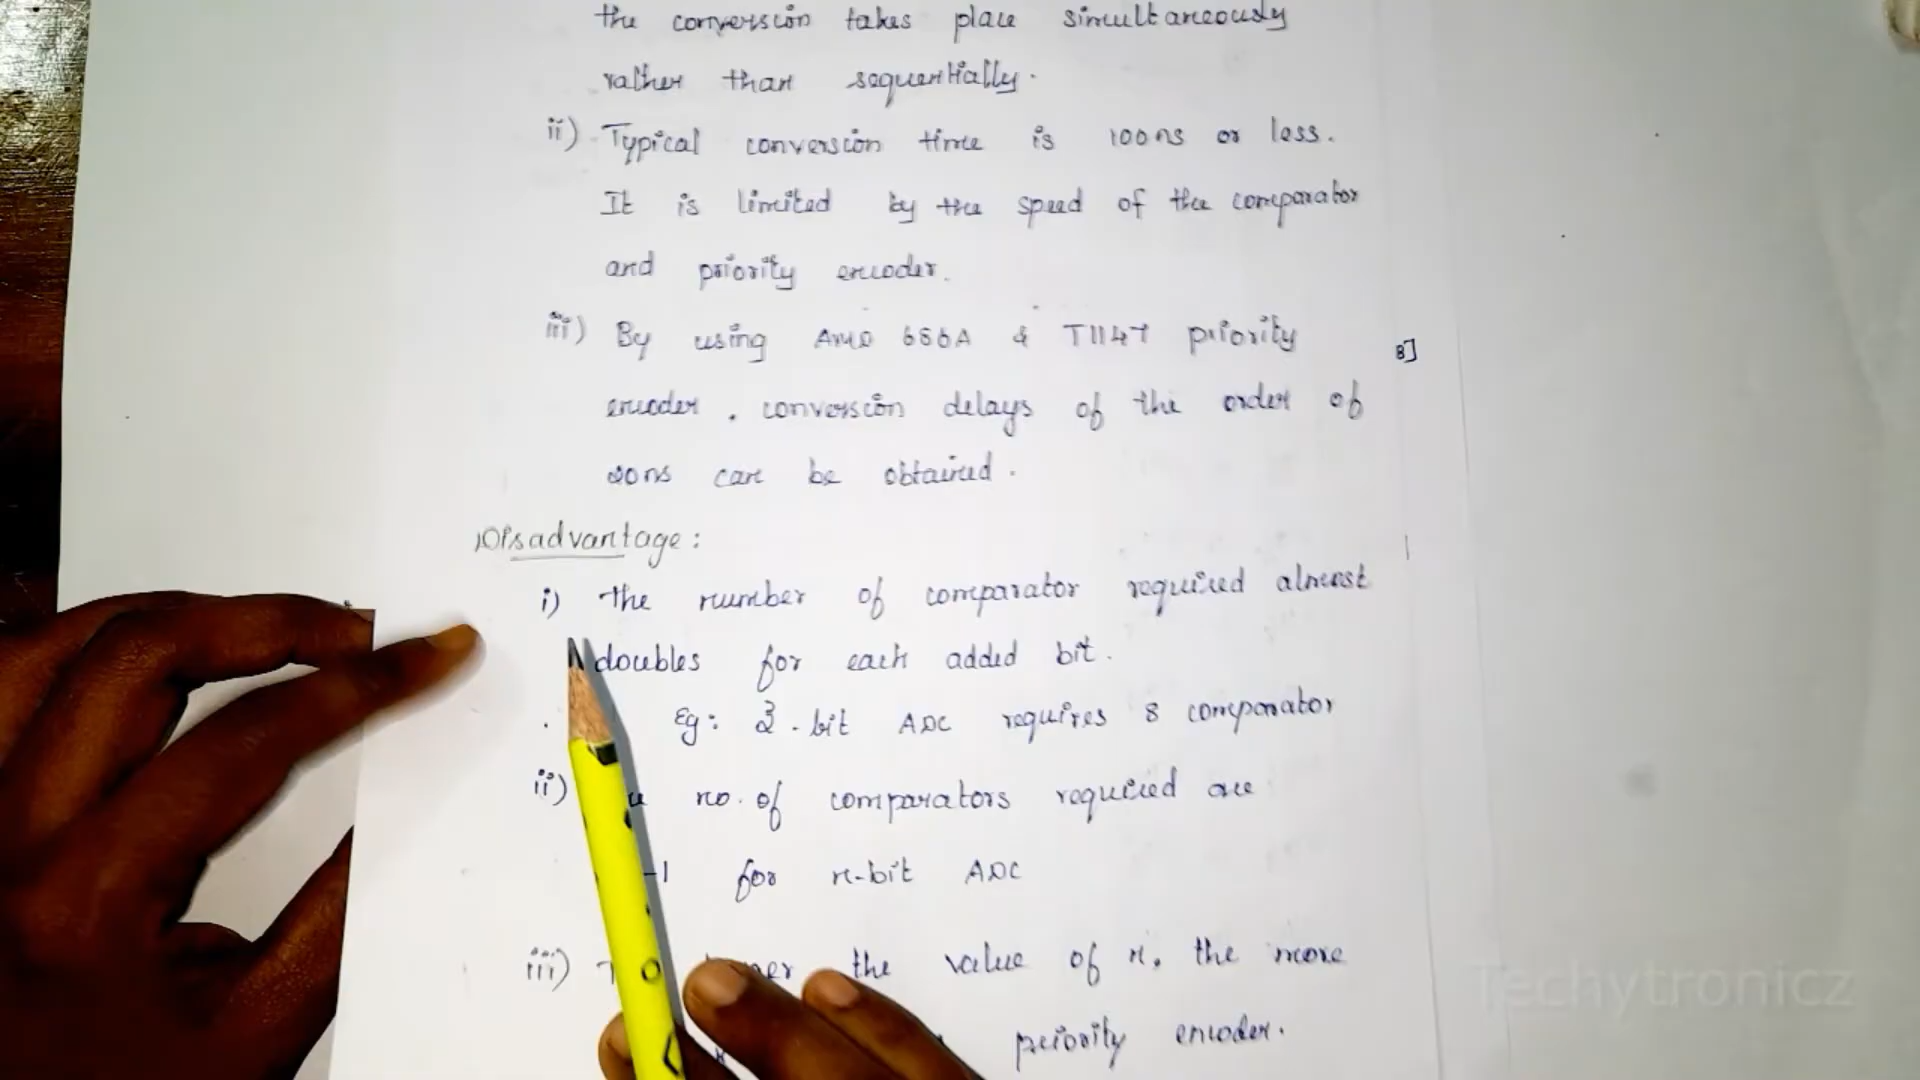 the conversion takes place simultaneously
rather than sequentially.
ii) Typical conversion time is 100ns or less.
It is limited by the speed of the comparator
and priority encoder.
iii) By using AMD 686A & T1147 priority
encoder. conversion delays of the order of
20ns can be obtained.
Disadvantage:
i) The number of comparator required almost
doubles for each added bit.
Eg: 3-bit ADC requires 8 comparator
ii) no. of comparators required are
-1 for n-bit ADC
iii) the value of n, the more
priority encoder.
B]
Techytronicz